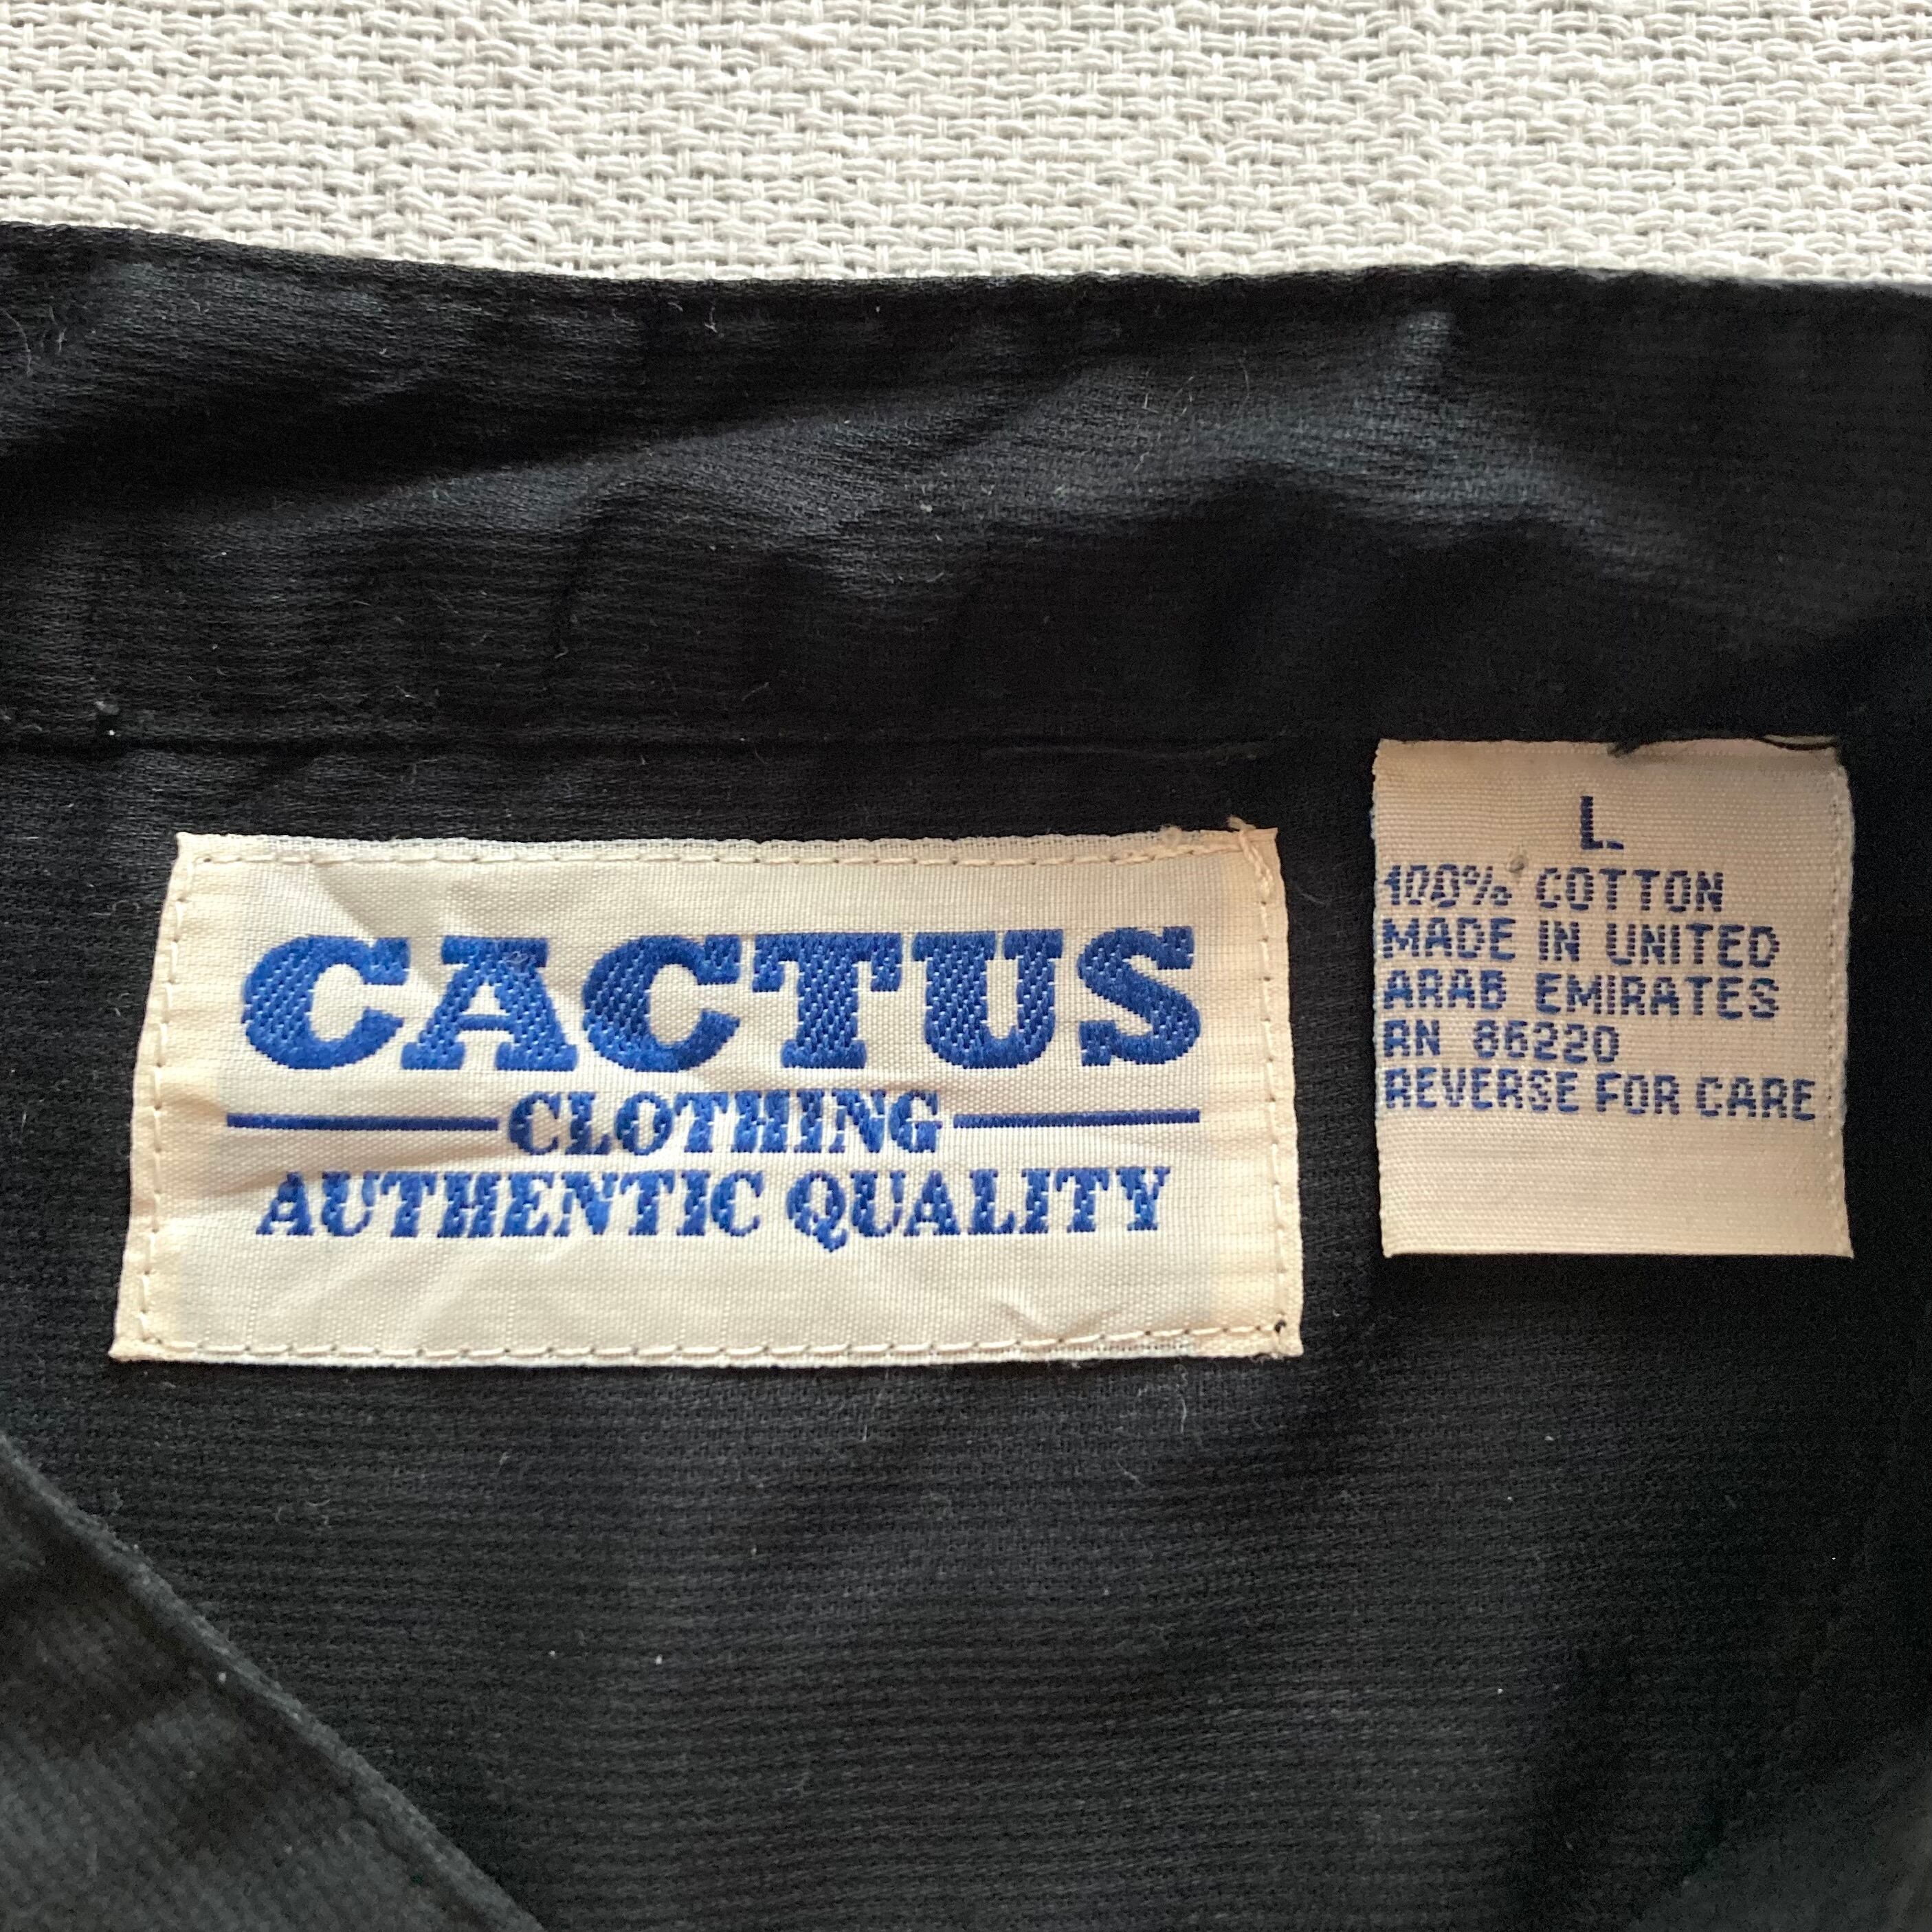 CACTUS
CLOTHING
AUTHENTIC QUALITY
L.
100% COTTON
MADE IN UNITED
ARAB EMIRATES
RN 86220
REVERSE FOR CARE